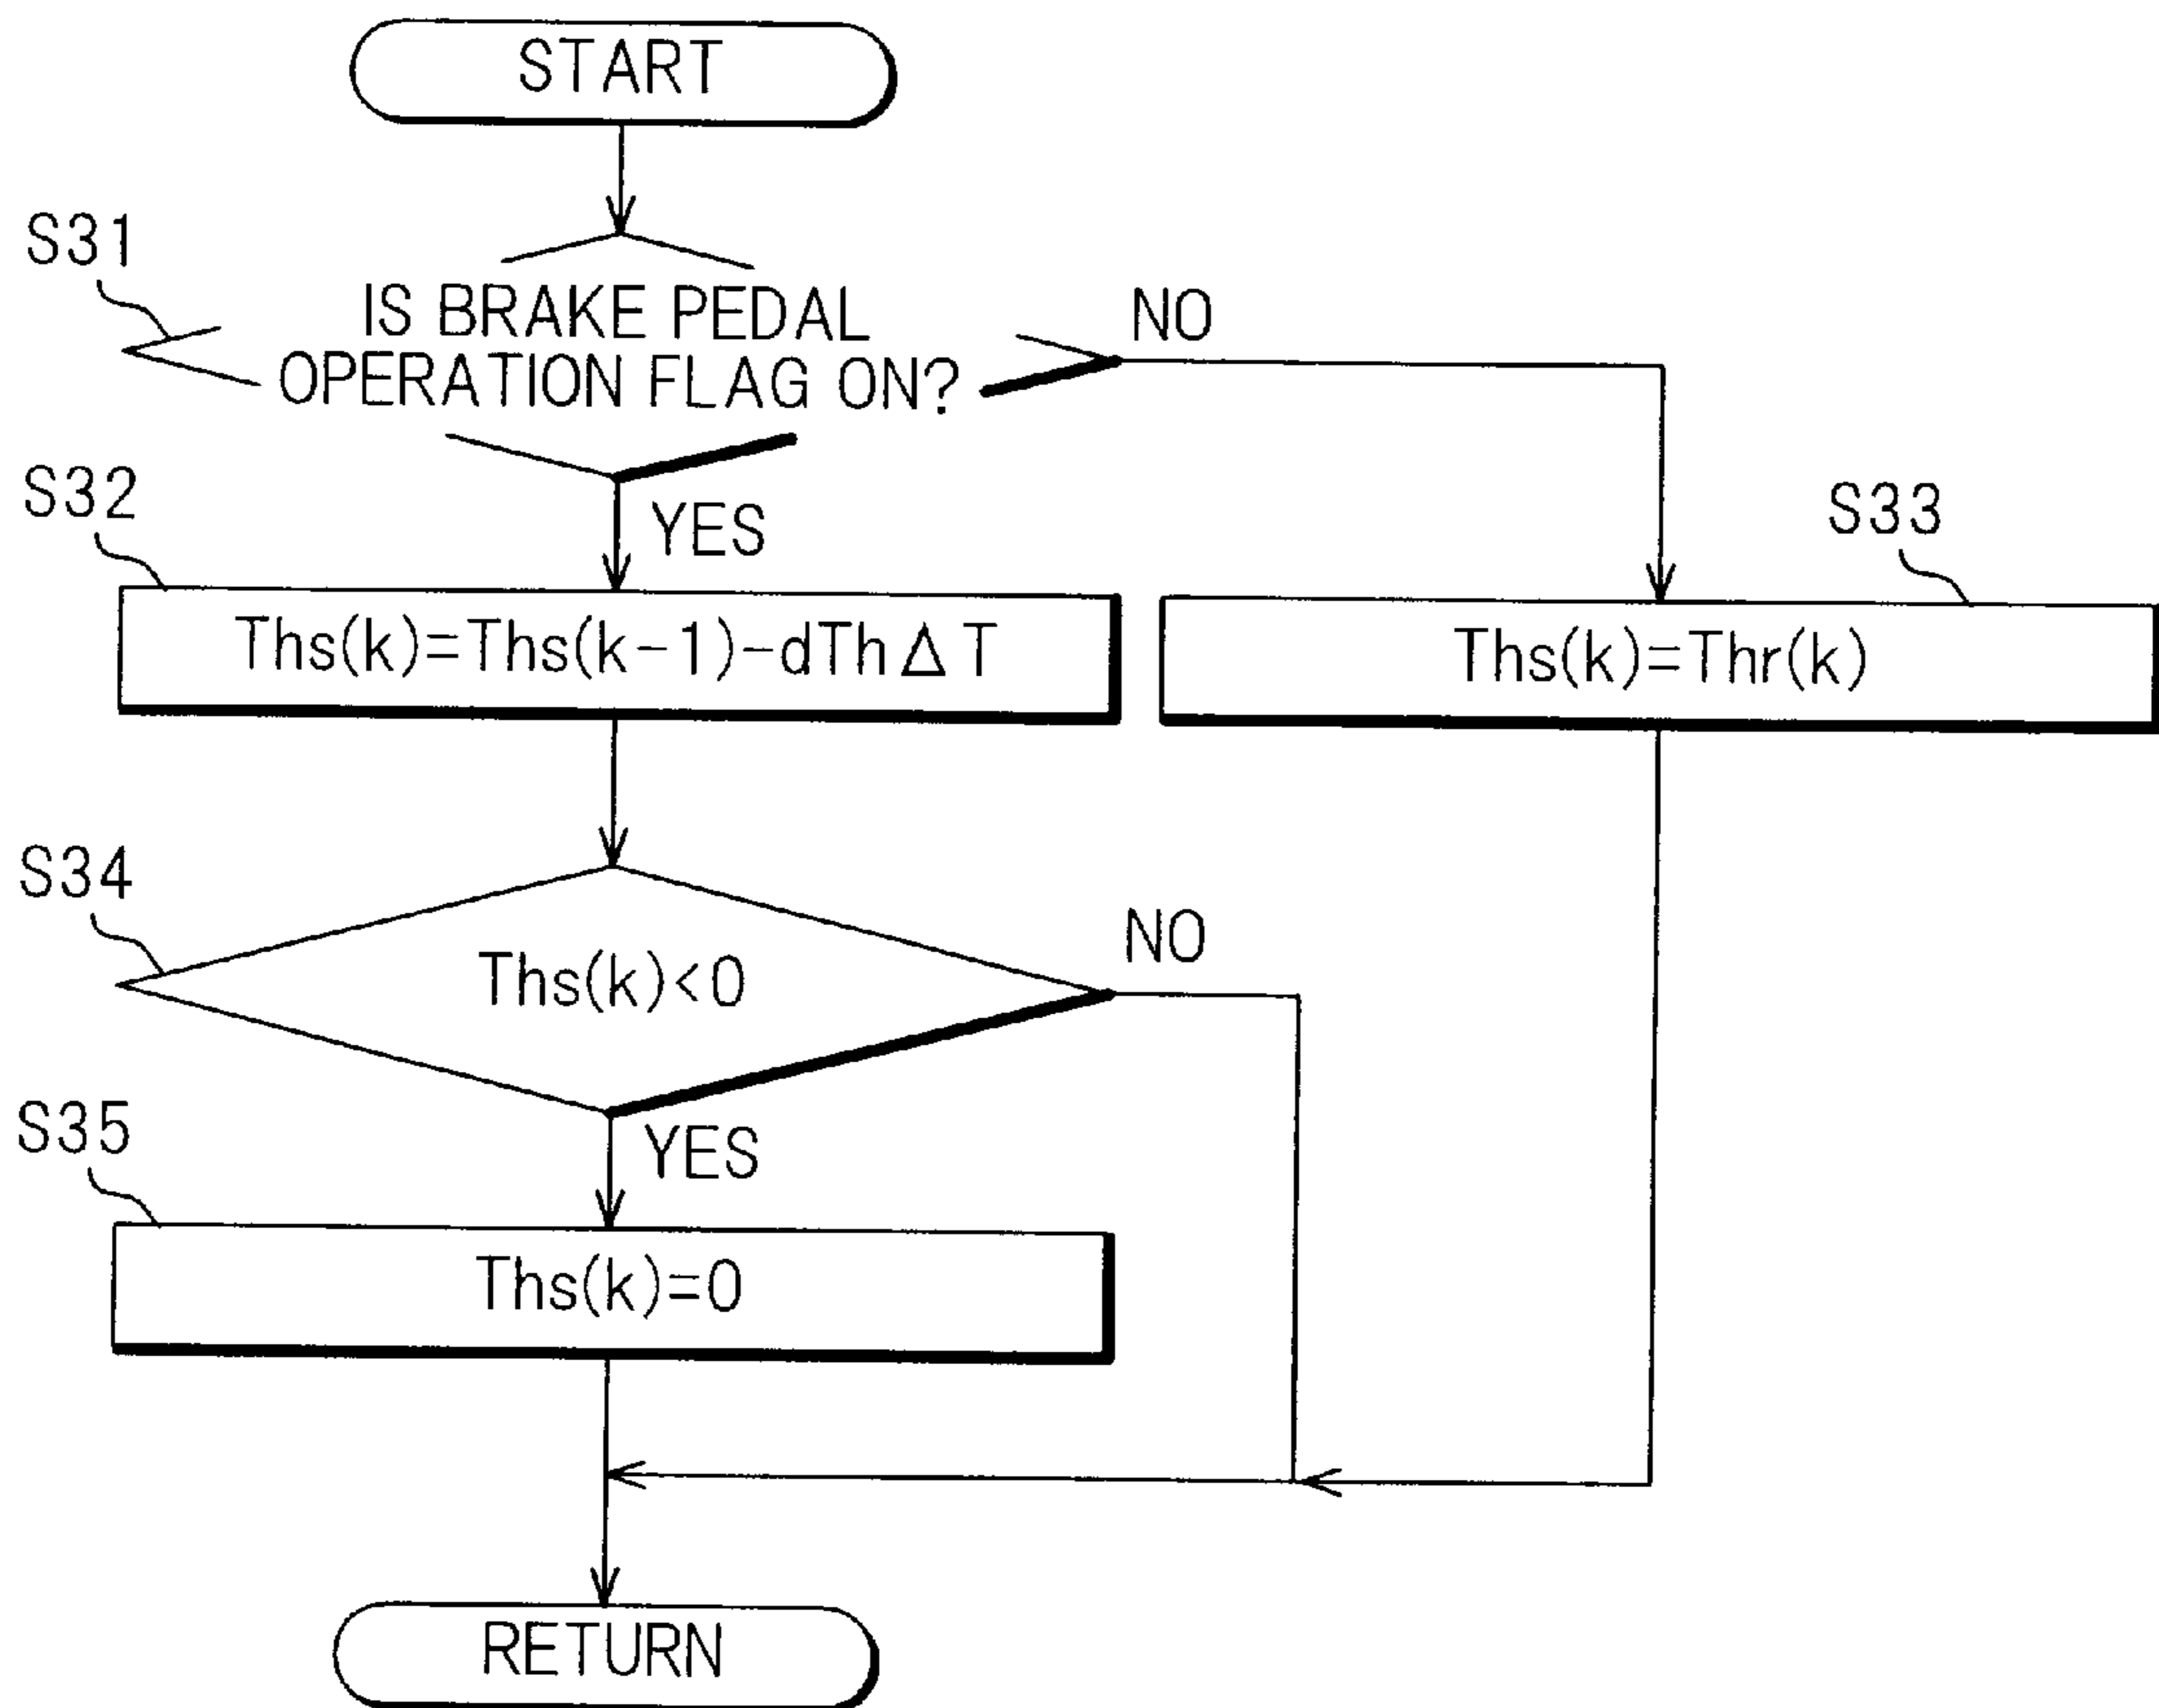 START
S31
IS BRAKE PEDAL
OPERATION FLAG ON?
NO
S32
YES
S33
Ths(k)=Ths(k-1)-dThΔT
Ths(k)=Thr(k)
S34
NO
Ths(k)<0
S35
YES
Ths(k)=0
RETURN